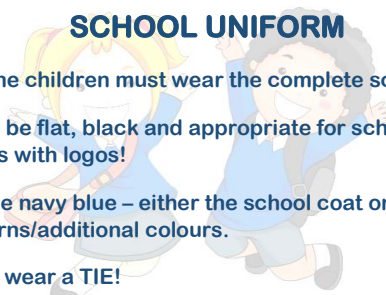 SCHOOL UNIFORM
he children must wear the complete sc
be flat, black and appropriate for sch
s with logos!
e navy blue – either the school coat or
rns/additional colours.
wear a TIE!